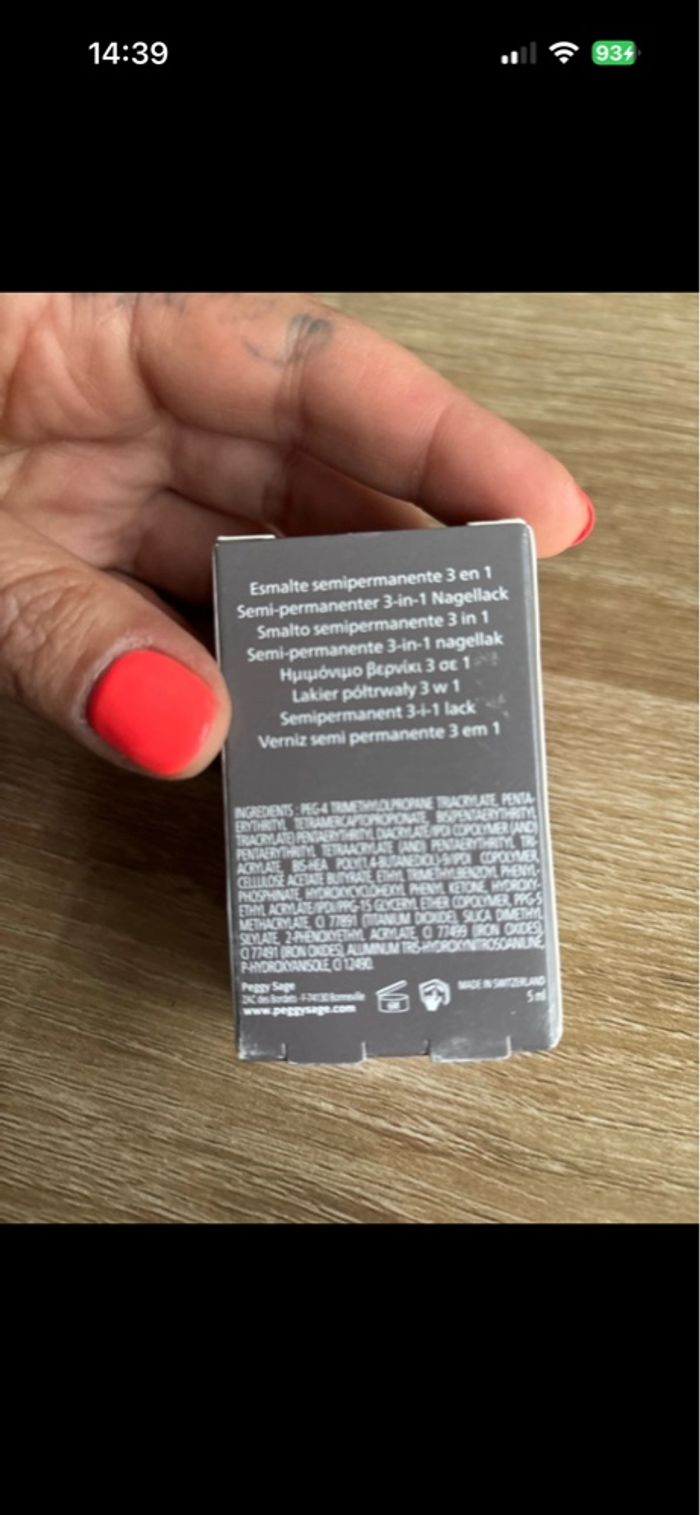 14:39
93
Esmalte semipermanente 3 en 1
Semi-permanenter 3-in-1 Nagellack
Smalto semipermanente 3 in 1
Semi-permanente 3-in-1 nagellak
Ημιμόνιμο βερνίκι 3 σε 1
Lakier półtrwały 3 w 1
Semipermanent 3-i-1 lack
Verniz semi permanente 3 em 1
INGREDIENTS : PEG-4 TRIMETHYLOLPROPANE TRIACRYLATE, PENTA-
ERYTHRITYL TETRAMERCAPTOPROPIONATE, BIS(PENTAERYTHRITYL
TRIACRYLATE) PENTAERYTHRITYL DIACRYLATE/IPDI COPOLYMER (AND)
PENTAERYTHRITYL TETRAACRYLATE (AND) PENTAERYTHRITYL TRI-
ACRYLATE, BIS-HEA POLY(1,4-BUTANEDIOL)-9/IPDI COPOLYMER,
CELLULOSE ACETATE BUTYRATE, ETHYL TRIMETHYLBENZOYL PHENYL-
PHOSPHINATE, HYDROXYCYCLOHEXYL PHENYL KETONE, HYDROXY-
ETHYL ACRYLATE/IPDI/PPG-15 GLYCERYL ETHER COPOLYMER, PPG-5
METHACRYLATE, CI 77891 (TITANIUM DIOXIDE), SILICA DIMETHYL
SILYLATE, 2-PHENOXYETHYL ACRYLATE, CI 77499 (IRON OXIDES),
CI 77491 (IRON OXIDES), ALUMINUM TRIS-HYDROXYNITROSOANILINE,
P-HYDROXYANISOLE, CI 12490.
Peggy Sage
ZAC des Bordets - F-74130 Bonneville
www.peggysage.com
MADE IN SWITZERLAND
5 ml